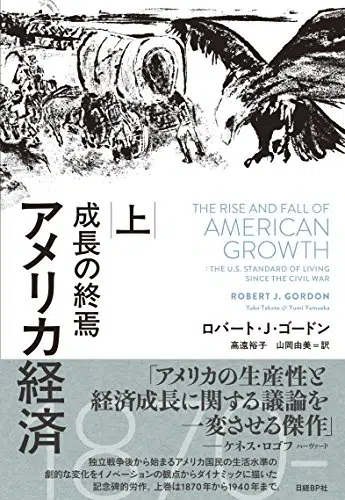 アメリカ経済
成長の終焉
上
THE RISE AND FALL OF
AMERICAN
GROWTH
: THE U.S. STANDARD OF LIVING
SINCE THE CIVIL WAR
ROBERT J. GORDON
Yuko Takato & Yumi Yamaoka
ロバート・J・ゴードン
高遠裕子 山岡由美=訳
「アメリカの生産性と
経済成長に関する議論を
一変させる傑作」
——ケネス・ロゴフ ハーヴァード
独立戦争後から始まるアメリカ国民の生活水準の
劇的な変化をイノベーションの観点からダイナミックに描いた
記念碑的労作。上巻は1870年から1940年まで。
日経BP社